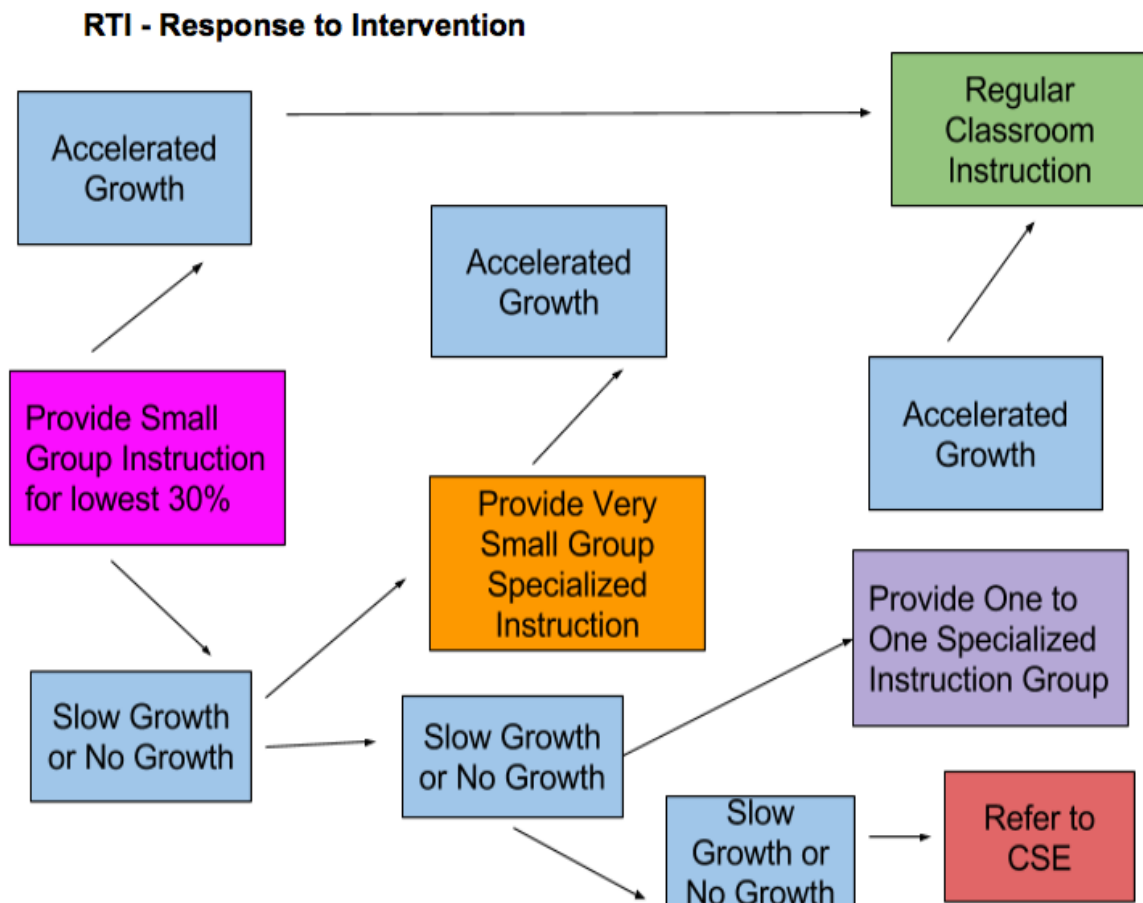 RTI - Response to Intervention
Accelerated
Growth
Regular
Classroom
Instruction
Accelerated
Growth
Provide Small
Group Instruction
for lowest 30%
Accelerated
Growth
Provide Very
Small Group
Specialized
Instruction
Provide One to
One Specialized
Instruction Group
Slow Growth
or No Growth
Slow Growth
or No Growth
Slow
Growth or
No Growth
Refer to
CSE